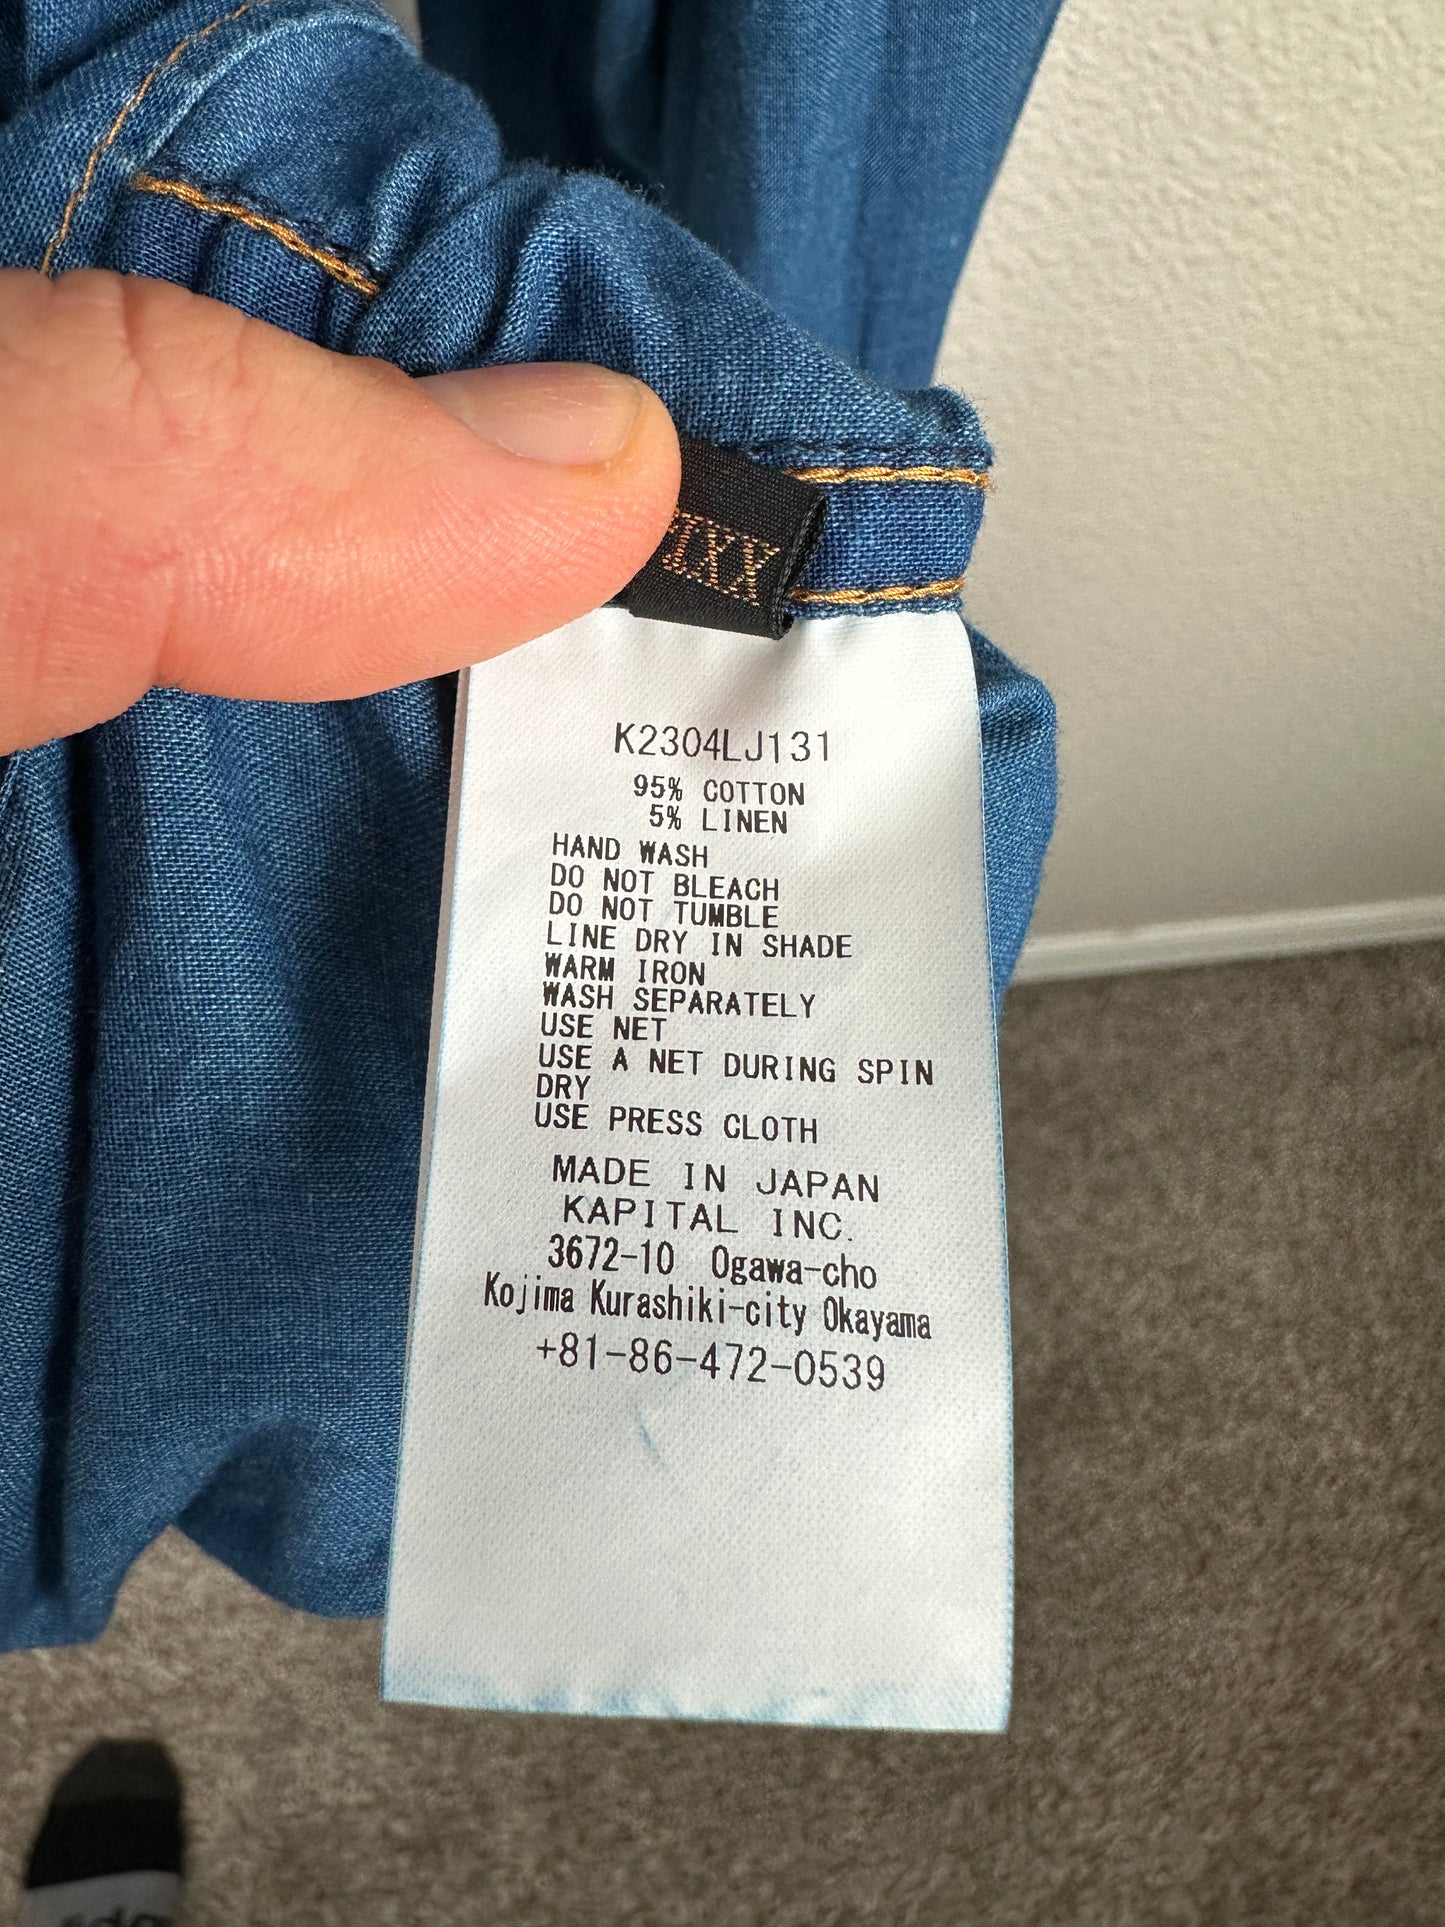 K2304LJ131
95% COTTON
5% LINEN
HAND WASH
DO NOT BLEACH
DO NOT TUMBLE
LINE DRY IN SHADE
WARM IRON
WASH SEPARATELY
USE NET
USE A NET DURING SPIN
DRY
USE PRESS CLOTH
MADE IN JAPAN
KAPITAL INC.
3672-10 Ogawa-cho
Kojima Kurashiki-city Okayama
+81-86-472-0539